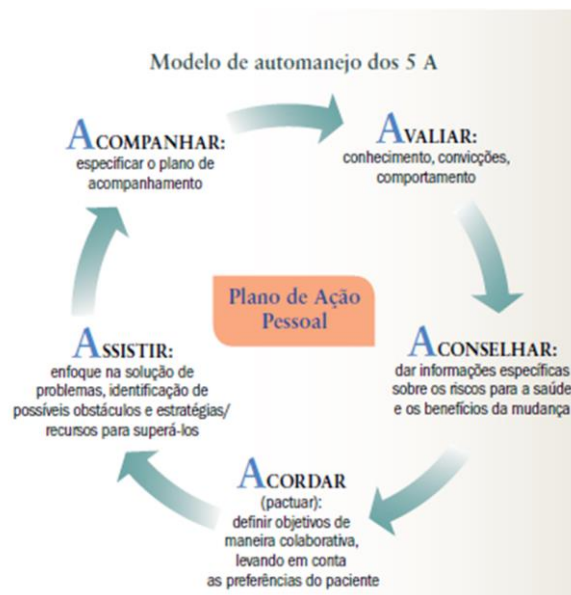 Modelo de automanejo dos 5 A
AVALIAR:
conhecimento, convicções,
comportamento
ACONSELHAR:
dar informações específicas
sobre os riscos para a saúde
e os benefícios da mudança
ACORDAR
(pactuar):
definir objetivos de
maneira colaborativa,
levando em conta
as preferências do paciente
ASSISTIR:
enfoque na solução de
problemas, identificação de
possíveis obstáculos e estratégias/
recursos para superá-los
ACOMPANHAR:
especificar o plano de
acompanhamento
Plano de Ação
Pessoal